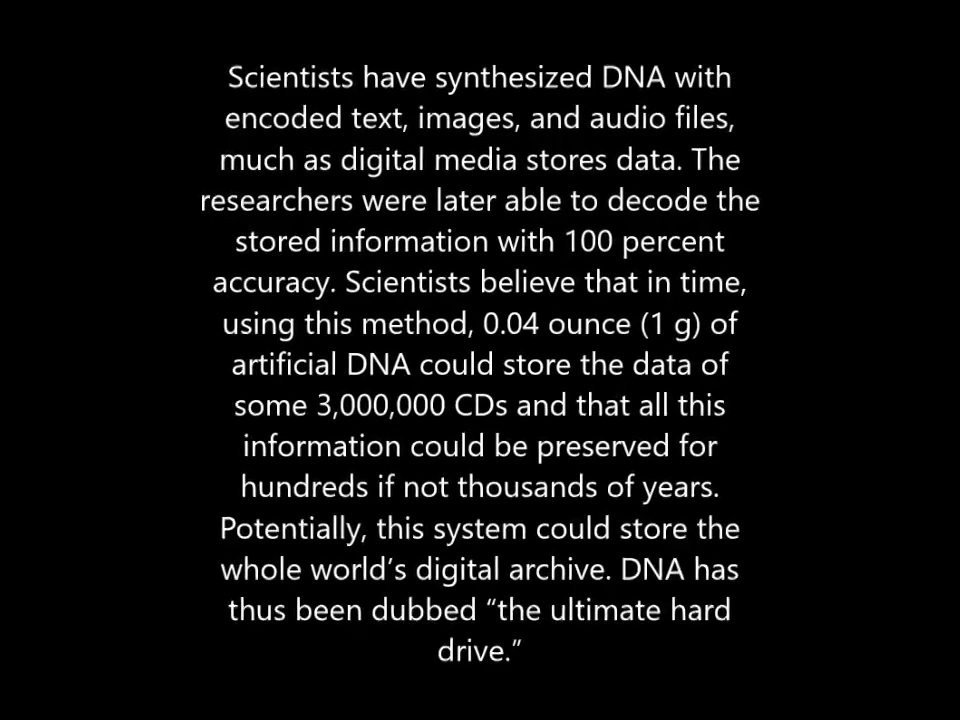 Scientists have synthesized DNA with
encoded text, images, and audio files,
much as digital media stores data. The
researchers were later able to decode the
stored information with 100 percent
accuracy. Scientists believe that in time,
using this method, 0.04 ounce (1 g) of
artificial DNA could store the data of
some 3,000,000 CDs and that all this
information could be preserved for
hundreds if not thousands of years.
Potentially, this system could store the
whole world’s digital archive. DNA has
thus been dubbed “the ultimate hard
drive.”